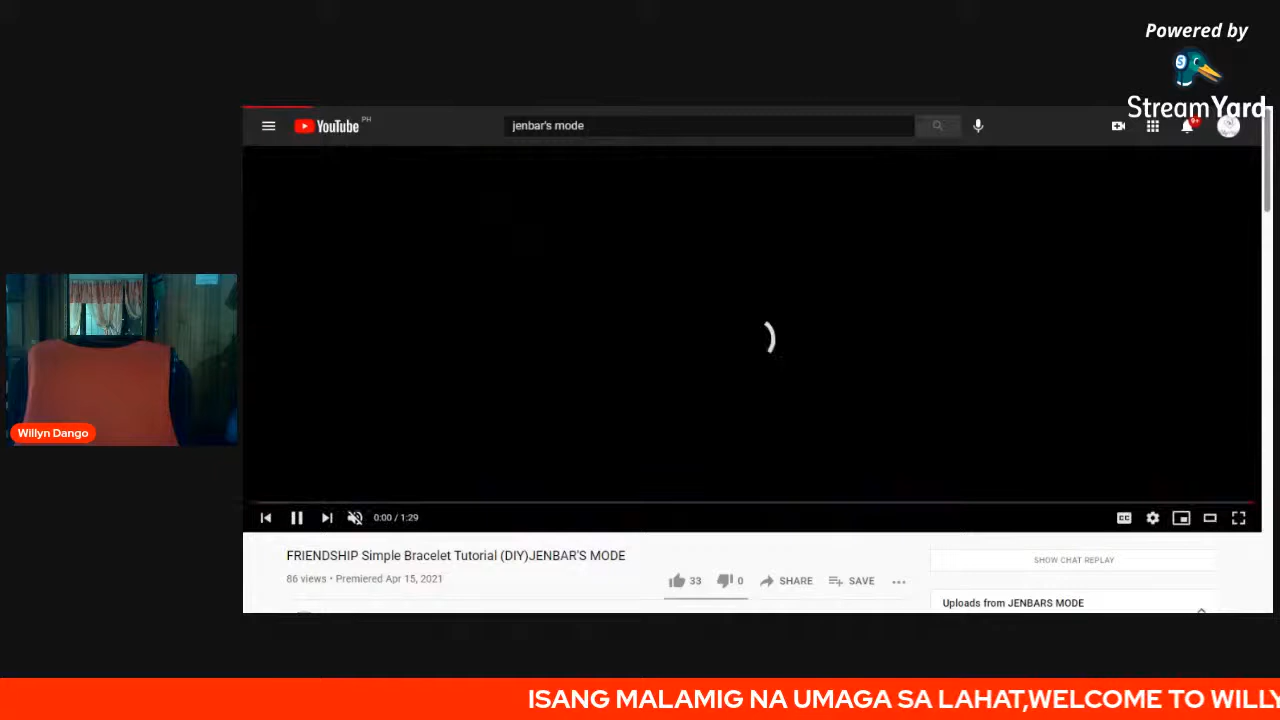 Powered by
StreamYard
YouTube PH
jenbar's mode
9+
Willyn Dango
0:00 / 1:29
CC
FRIENDSHIP Simple Bracelet Tutorial (DIY)JENBAR'S MODE
86 views • Premiered Apr 15, 2021
33
0
SHARE
SAVE
SHOW CHAT REPLAY
Uploads from JENBARS MODE
ISANG MALAMIG NA UMAGA SA LAHAT,WELCOME TO WILLY